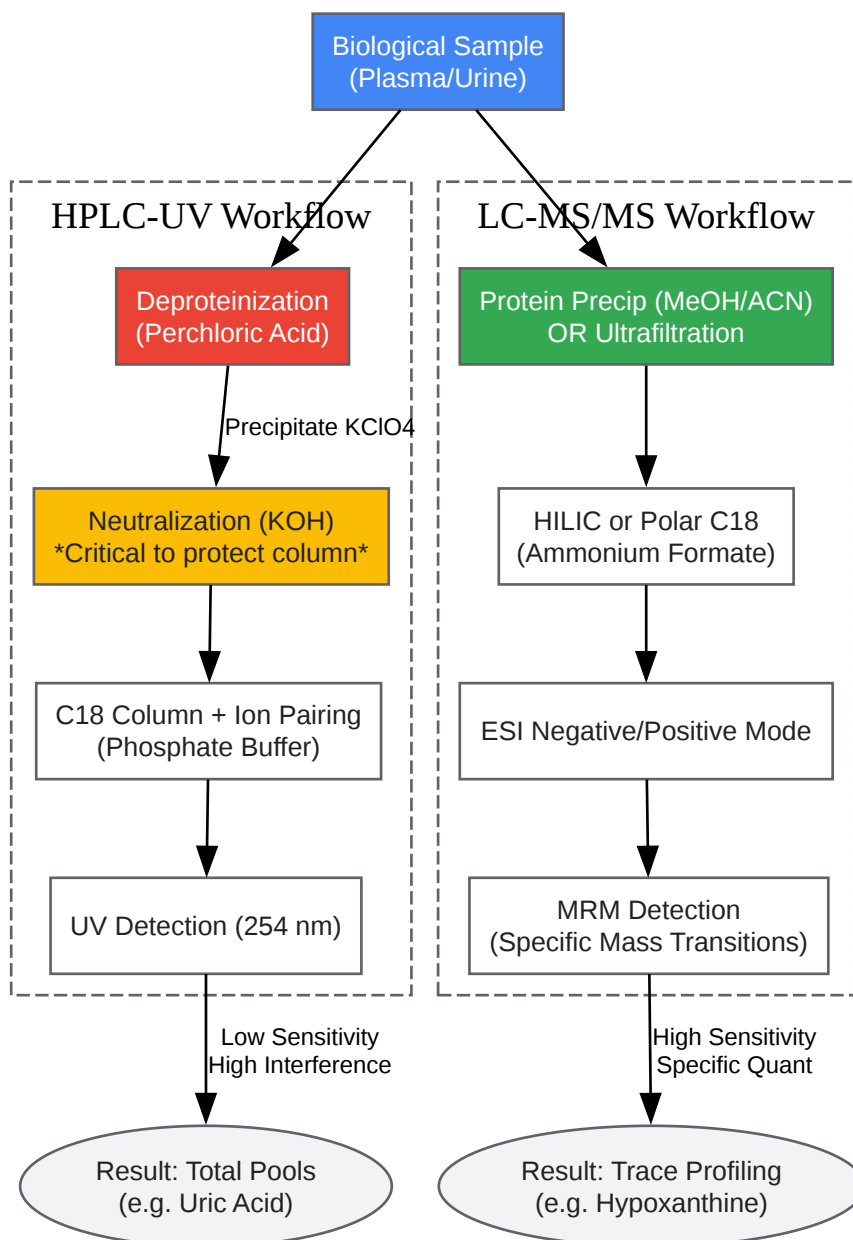 Biological Sample
(Plasma/Urine)
HPLC-UV Workflow
Deproteinization
(Perchloric Acid)
Precipitate KClO4
Neutralization (KOH)
*Critical to protect column*
C18 Column + Ion Pairing
(Phosphate Buffer)
UV Detection (254 nm)
Low Sensitivity
High Interference
Result: Total Pools
(e.g. Uric Acid)
LC-MS/MS Workflow
Protein Precip (MeOH/ACN)
OR Ultrafiltration
HILIC or Polar C18
(Ammonium Formate)
ESI Negative/Positive Mode
MRM Detection
(Specific Mass Transitions)
High Sensitivity
Specific Quant
Result: Trace Profiling
(e.g. Hypoxanthine)